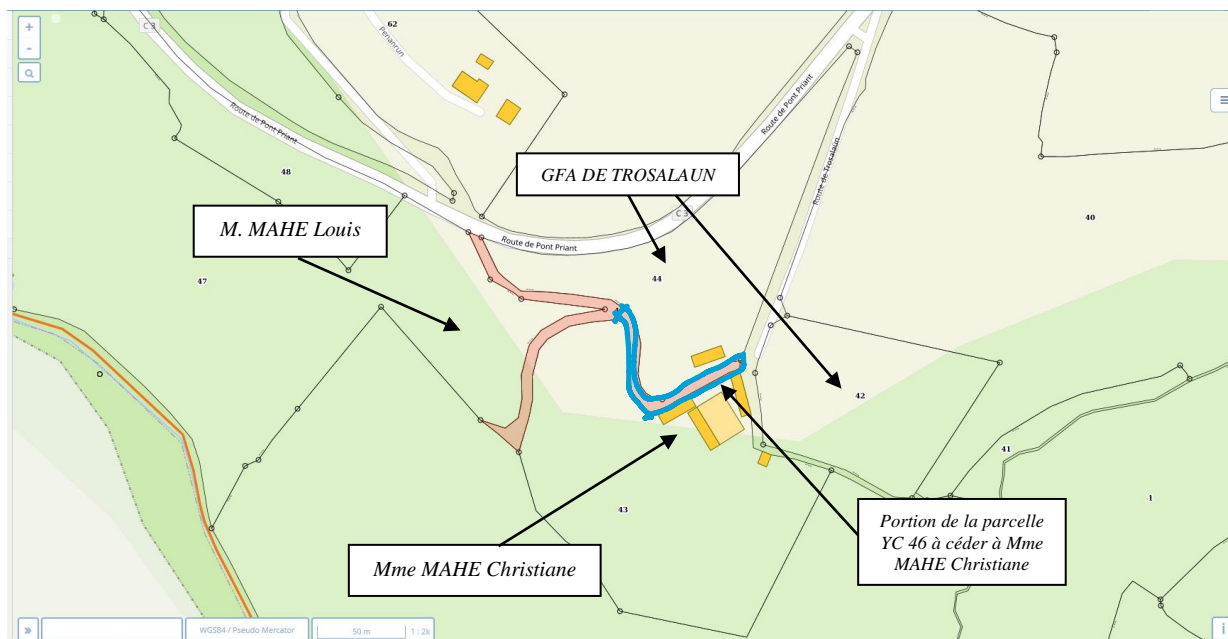 +
-
C 3
62
Penanrun
Route de Pont Priant
Route de Pont Priant
Route de Trosalaün
GFA DE TROSALAUN
48
M. MAHE Louis
C 3
40
Route de Pont Priant
47
44
42
41
1
43
Mme MAHE Christiane
Portion de la parcelle
YC 46 à céder à Mme
MAHE Christiane
»
WGS84 / Pseudo Mercator
50 m
1 : 2k
i